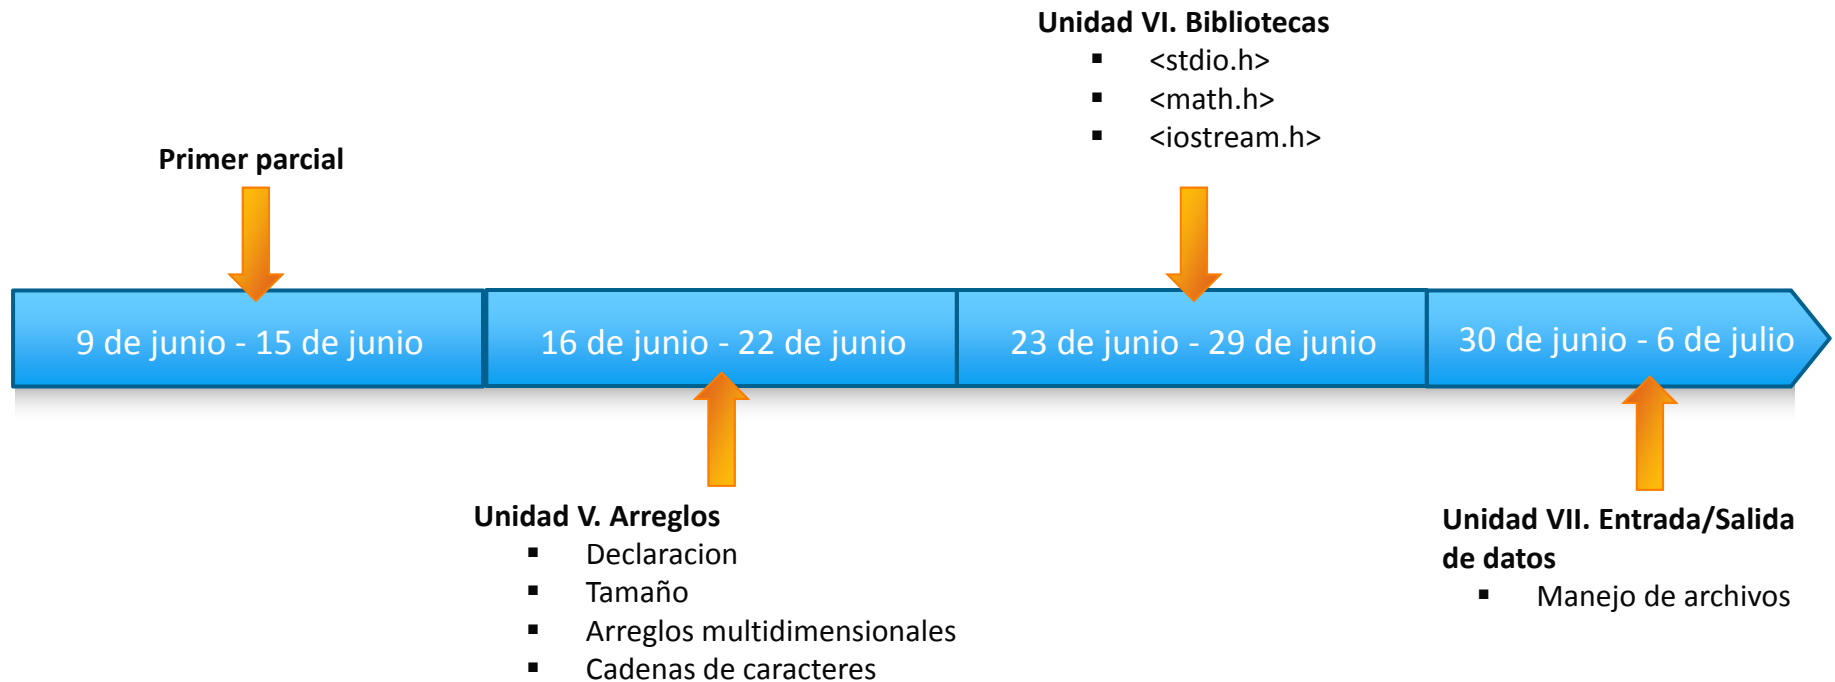 Unidad VI. Bibliotecas
▪ <stdio.h>
▪ <math.h>
▪ <iostream.h>
Primer parcial
9 de junio - 15 de junio
16 de junio - 22 de junio
23 de junio - 29 de junio
30 de junio - 6 de julio
Unidad V. Arreglos
▪ Declaracion
▪ Tamaño
▪ Arreglos multidimensionales
▪ Cadenas de caracteres
Unidad VII. Entrada/Salida
de datos
▪ Manejo de archivos